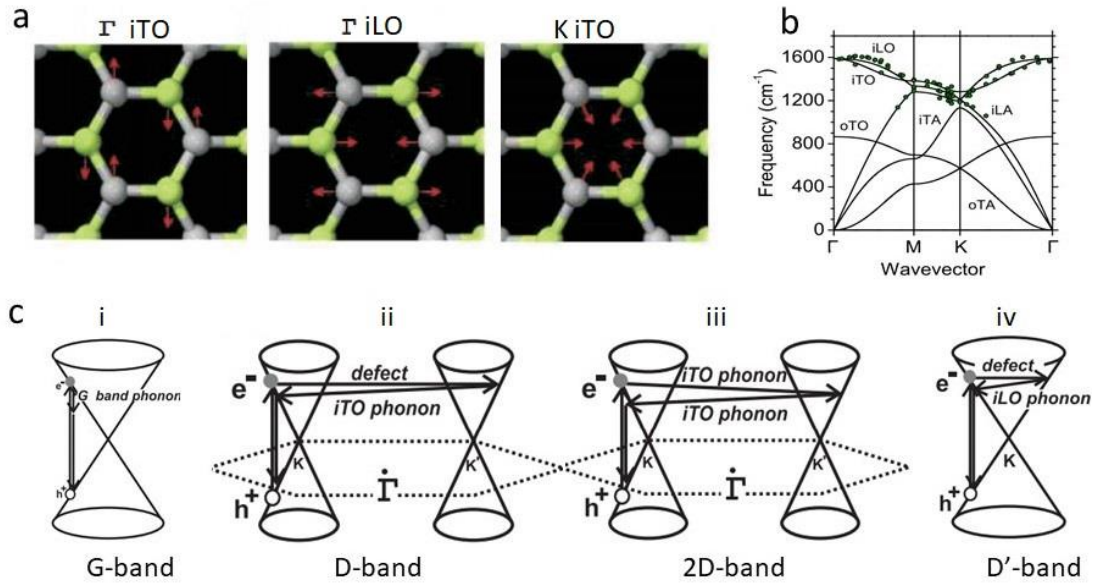 a
Γ iTO
Γ iLO
K iTO
b
1600
1200
800
400
0
Frequency (cm⁻¹)
iLO
iTO
oTO
iTA
iLA
oTA
Γ M K Γ
Wavevector
c
i
ii
iii
iv
e⁻
G band phonon
h⁺
G-band
e⁻
defect
iTO phonon
K
K'
Γ
h⁺
D-band
e⁻
iTO phonon
iTO phonon
K
K'
Γ
h⁺
2D-band
e⁻
defect
iLO phonon
K
h⁺
D’-band